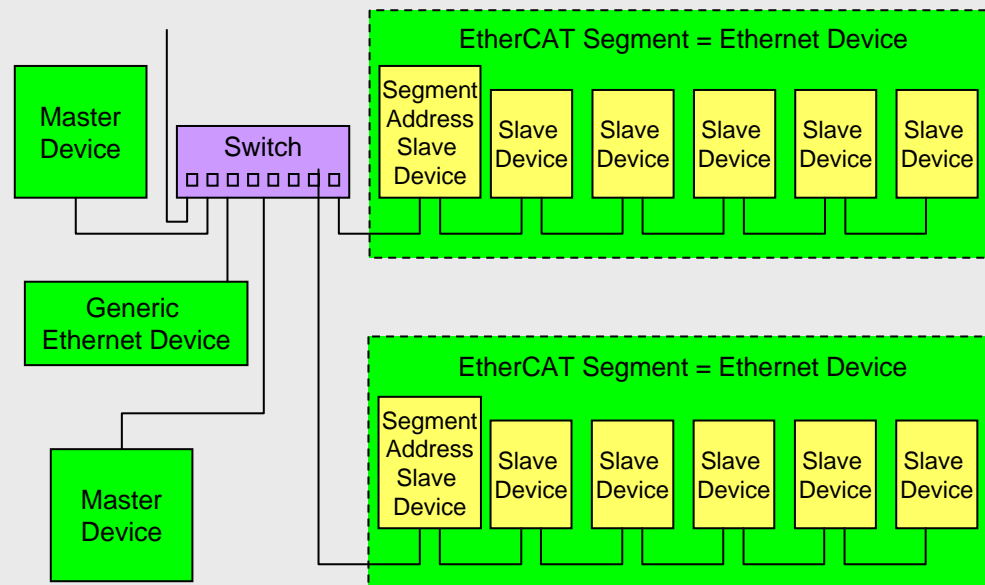 EtherCAT Segment = Ethernet Device
Master
Device
Switch
Segment
Address
Slave
Device
Slave
Device
Slave
Device
Slave
Device
Slave
Device
Slave
Device
Generic
Ethernet Device
EtherCAT Segment = Ethernet Device
Segment
Address
Slave
Device
Slave
Device
Slave
Device
Slave
Device
Slave
Device
Slave
Device
Master
Device